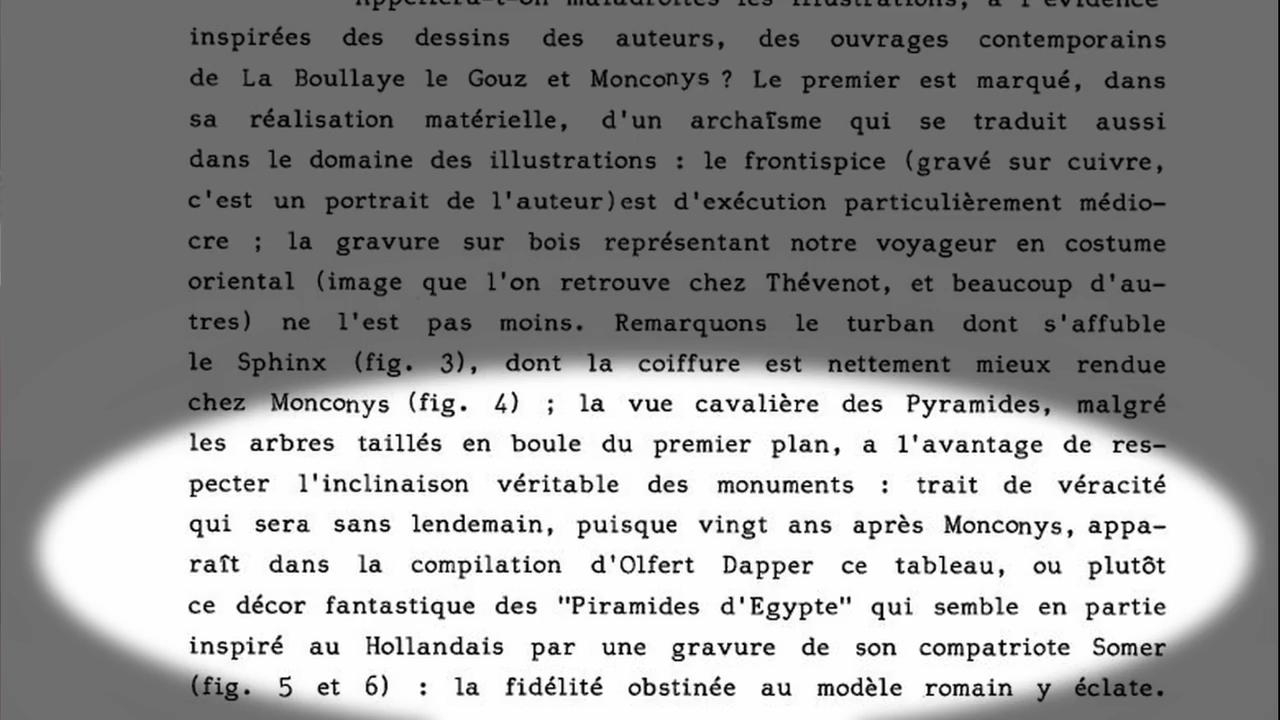 Appellera-t-on maladroites les illustrations, à l'évidence
inspirées des dessins des auteurs, des ouvrages contemporains
de La Boullaye le Gouz et Monconys ? Le premier est marqué, dans
sa réalisation matérielle, d'un archaïsme qui se traduit aussi
dans le domaine des illustrations : le frontispice (gravé sur cuivre,
c'est un portrait de l'auteur)est d'exécution particulièrement médio-
cre ; la gravure sur bois représentant notre voyageur en costume
oriental (image que l'on retrouve chez Thévenot, et beaucoup d'au-
tres) ne l'est pas moins. Remarquons le turban dont s'affuble
le Sphinx (fig. 3), dont la coiffure est nettement mieux rendue
chez Monconys (fig. 4) ; la vue cavalière des Pyramides, malgré
les arbres taillés en boule du premier plan, a l'avantage de res-
pecter l'inclinaison véritable des monuments : trait de véracité
qui sera sans lendemain, puisque vingt ans après Monconys, appa-
raît dans la compilation d'Olfert Dapper ce tableau, ou plutôt
ce décor fantastique des "Piramides d'Egypte" qui semble en partie
inspiré au Hollandais par une gravure de son compatriote Somer
(fig. 5 et 6) : la fidélité obstinée au modèle romain y éclate.